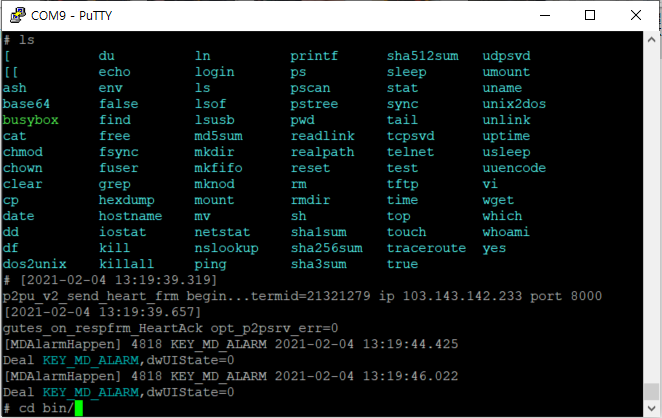 COM9 - PuTTY
# ls
[ du ln printf sha512sum udpsvd
[[ echo login ps sleep umount
ash env ls pscan stat uname
base64 false lsof pstree sync unix2dos
busybox find lsusb pwd tail unlink
cat free md5sum readlink tcpsvd uptime
chmod fsync mkdir realpath telnet usleep
chown fuser mkfifo reset test uuencode
clear grep mknod rm tftp vi
cp hexdump mount rmdir time wget
date hostname mv sh top which
dd iostat netstat sha1sum touch whoami
df kill nslookup sha256sum traceroute yes
dos2unix killall ping sha3sum true
# [2021-02-04 13:19:39.319]
p2pu_v2_send_heart_frm begin...termid=21321279 ip 103.143.142.233 port 8000
[2021-02-04 13:19:39.657]
gutes_on_respfrm_HeartAck opt_p2psrv_err=0
[MDAlarmHappen] 4818 KEY_MD_ALARM 2021-02-04 13:19:44.425
Deal KEY_MD_ALARM,dwUIState=0
[MDAlarmHappen] 4818 KEY_MD_ALARM 2021-02-04 13:19:46.022
Deal KEY_MD_ALARM,dwUIState=0
# cd bin/